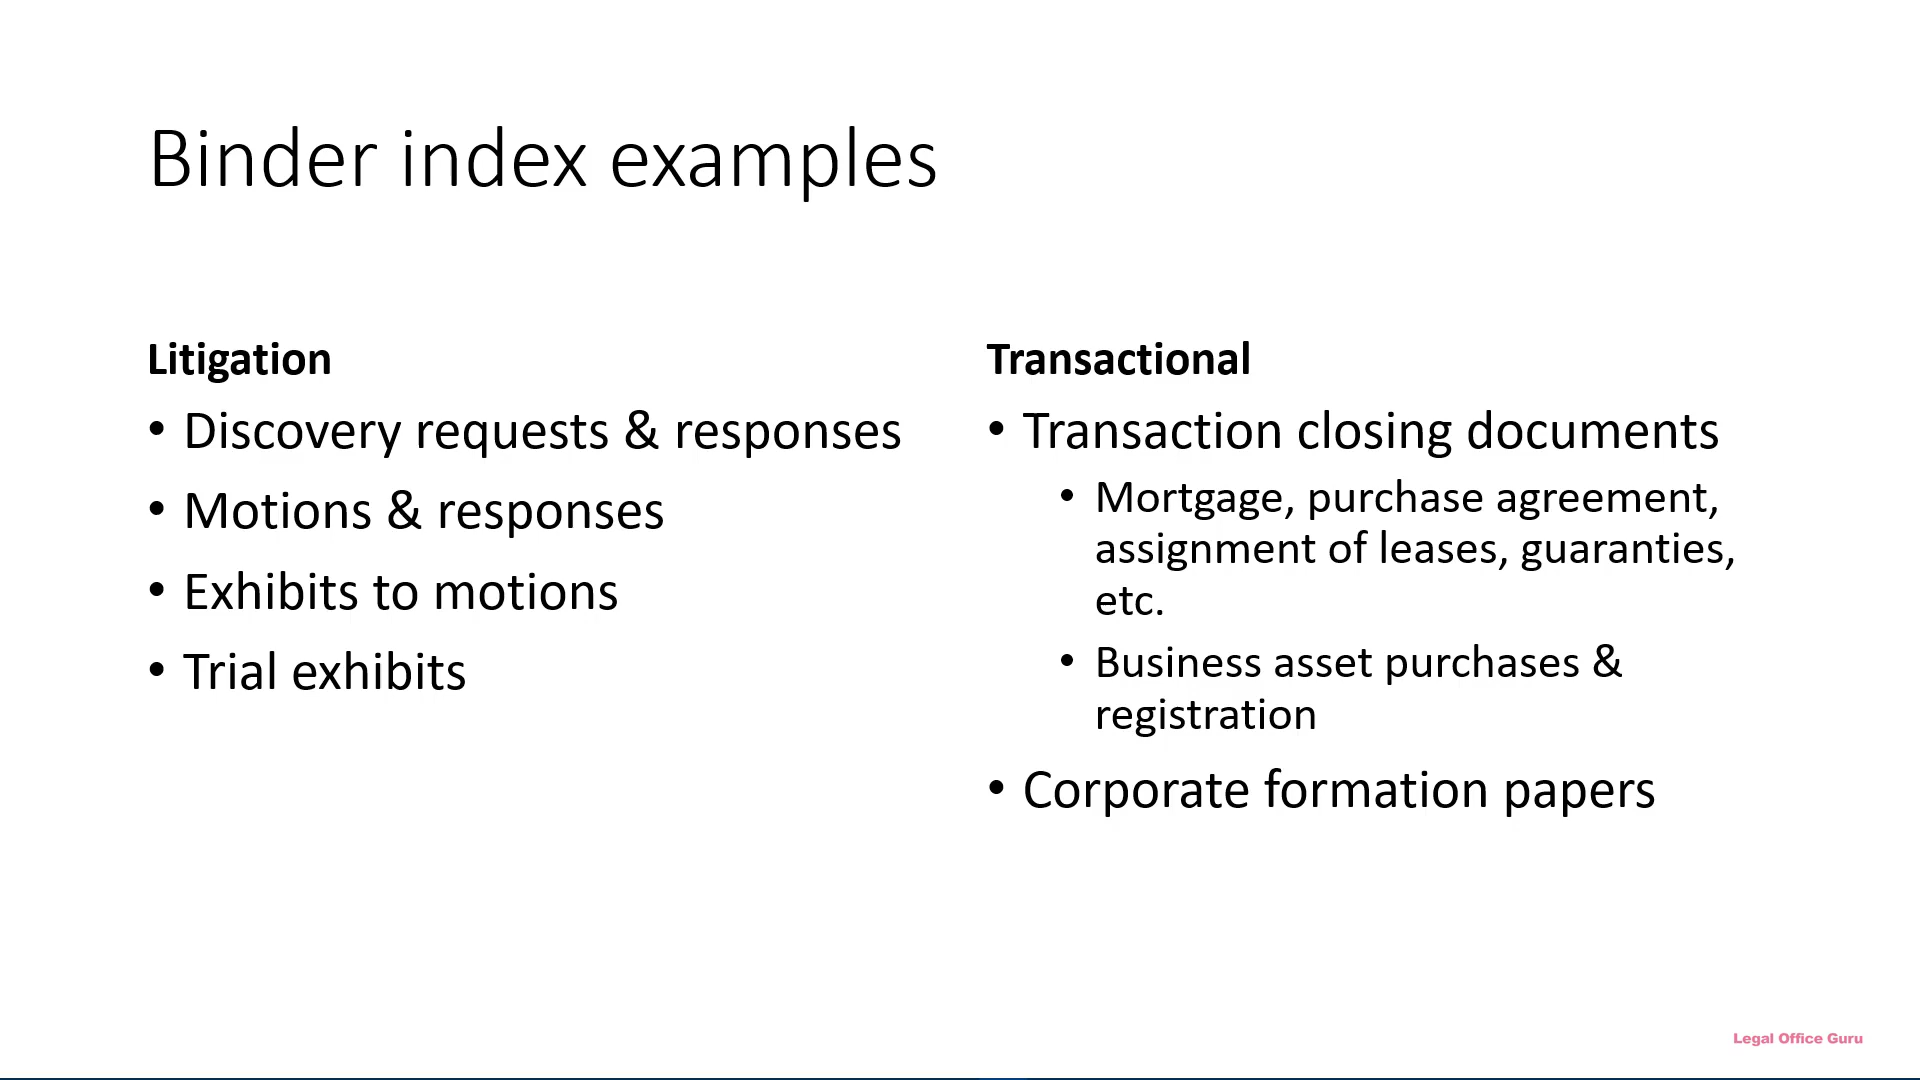 Binder index examples
Litigation
• Discovery requests & responses
• Motions & responses
• Exhibits to motions
• Trial exhibits
Transactional
• Transaction closing documents
• Mortgage, purchase agreement,
assignment of leases, guaranties,
etc.
• Business asset purchases &
registration
• Corporate formation papers
Legal Office Guru